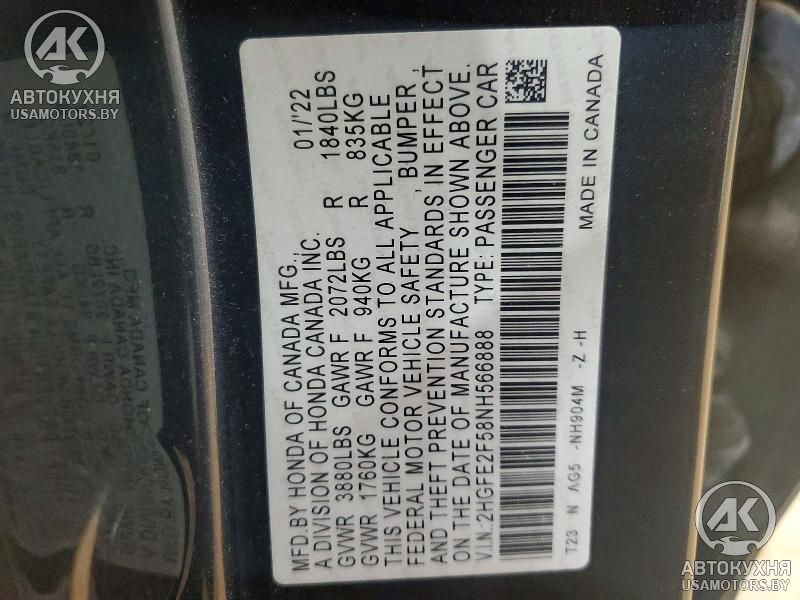 AK
АВТОКУХНЯ
USAMOTORS.BY
MFD.BY HONDA OF CANADA MFG., 01/'22
A DIVISION OF HONDA CANADA INC.
GVWR 3880LBS GAWR F 2072LBS R 1840LBS
GVWR 1760KG GAWR F 940KG R 835KG
THIS VEHICLE CONFORMS TO ALL APPLICABLE
FEDERAL MOTOR VEHICLE SAFETY , BUMPER ,
AND THEFT PREVENTION STANDARDS IN EFFECT
ON THE DATE OF MANUFACTURE SHOWN ABOVE.
V.I.N.:2HGFE2F58NH566888 TYPE: PASSENGER CAR
T23 N AG5 -NH904M -Z -H
MADE IN CANADA
AK
АВТОКУХНЯ
USAMOTORS.BY